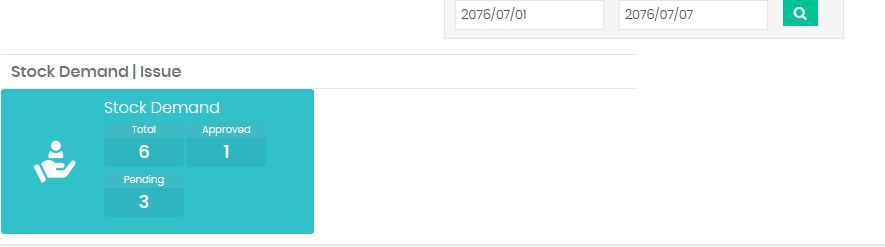 2076/07/01 2076/07/07
Stock Demand | Issue
Stock Demand
Total Approved
6 1
Pending
3